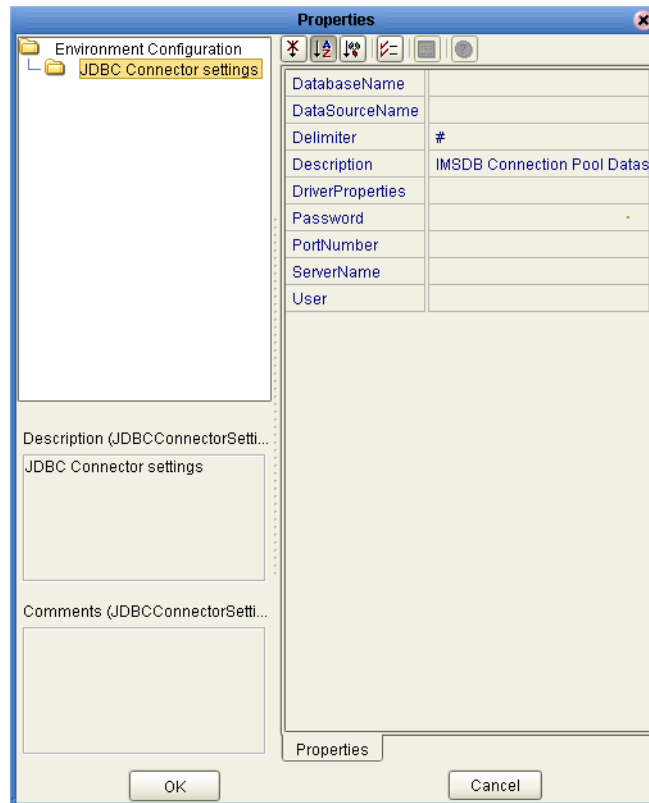 Properties
Environment Configuration
JDBC Connector settings
DatabaseName
DataSourceName
Delimiter #
Description IMSDB Connection Pool Datas
DriverProperties
Password
PortNumber
ServerName
User
Description (JDBCConnectorSetti...
JDBC Connector settings
Comments (JDBCConnectorSetti...
Properties
OK Cancel